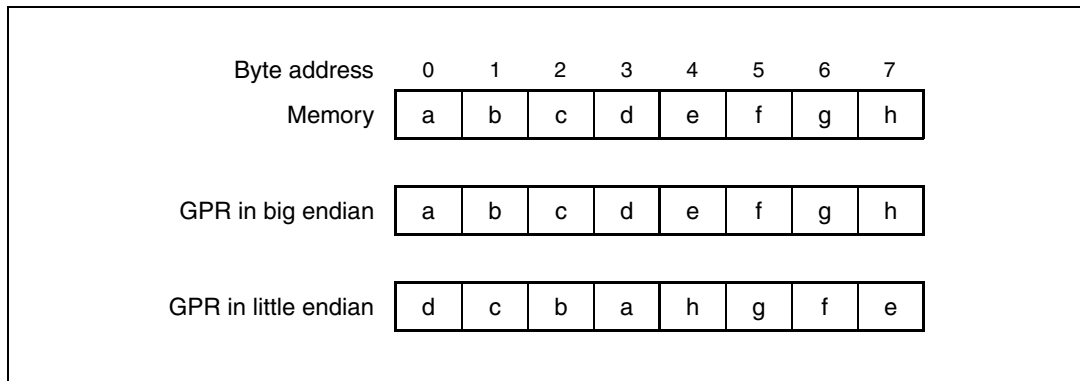 Byte address 0 1 2 3 4 5 6 7
Memory a b c d e f g h
GPR in big endian a b c d e f g h
GPR in little endian d c b a h g f e